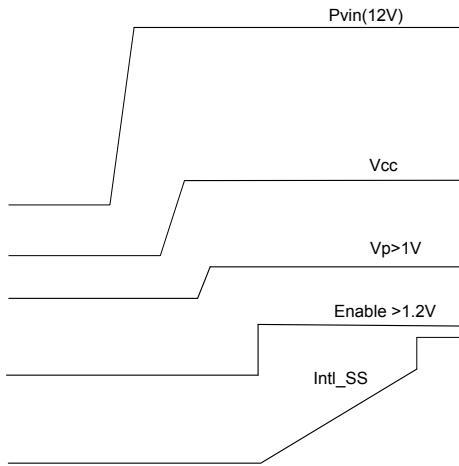 Pvin(12V)
Vcc
Vp>1V
Enable >1.2V
Intl_SS